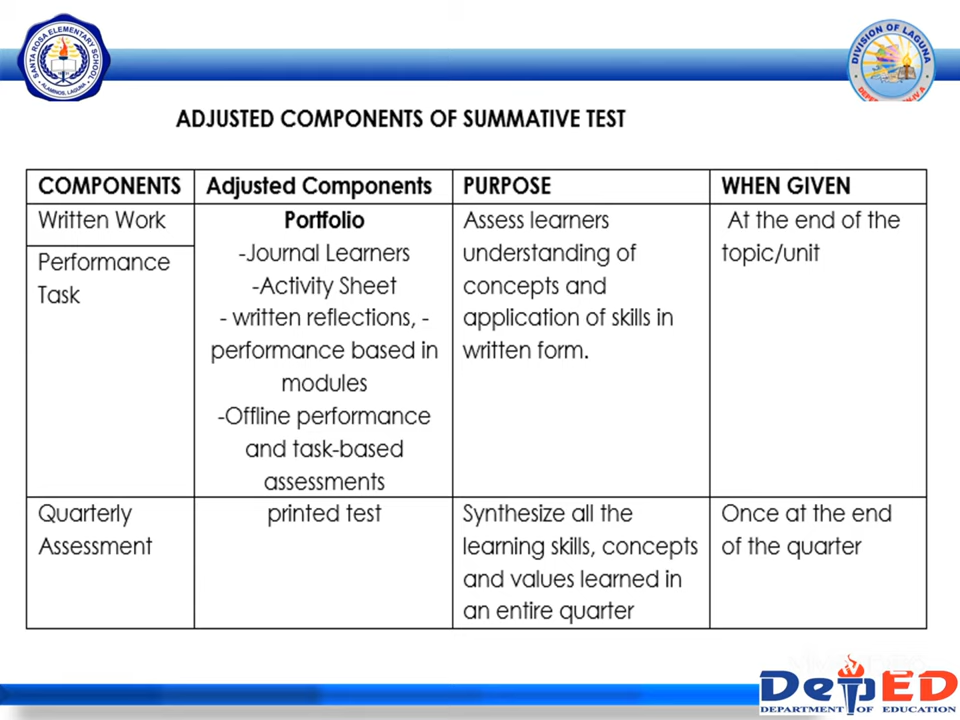 SANTA ROSA ELEMENTARY SCHOOL
ALAMINOS, LAGUNA
DIVISION OF LAGUNA
ADJUSTED COMPONENTS OF SUMMATIVE TEST
COMPONENTS Adjusted Components PURPOSE WHEN GIVEN
Written Work
Performance
Task
Portfolio
-Journal Learners
-Activity Sheet
- written reflections, -
performance based in
modules
-Offline performance
and task-based
assessments
Assess learners
understanding of
concepts and
application of skills in
written form.
At the end of the
topic/unit
Quarterly
Assessment
printed test
Synthesize all the
learning skills, concepts
and values learned in
an entire quarter
Once at the end
of the quarter
DepED
DEPARTMENT OF EDUCATION